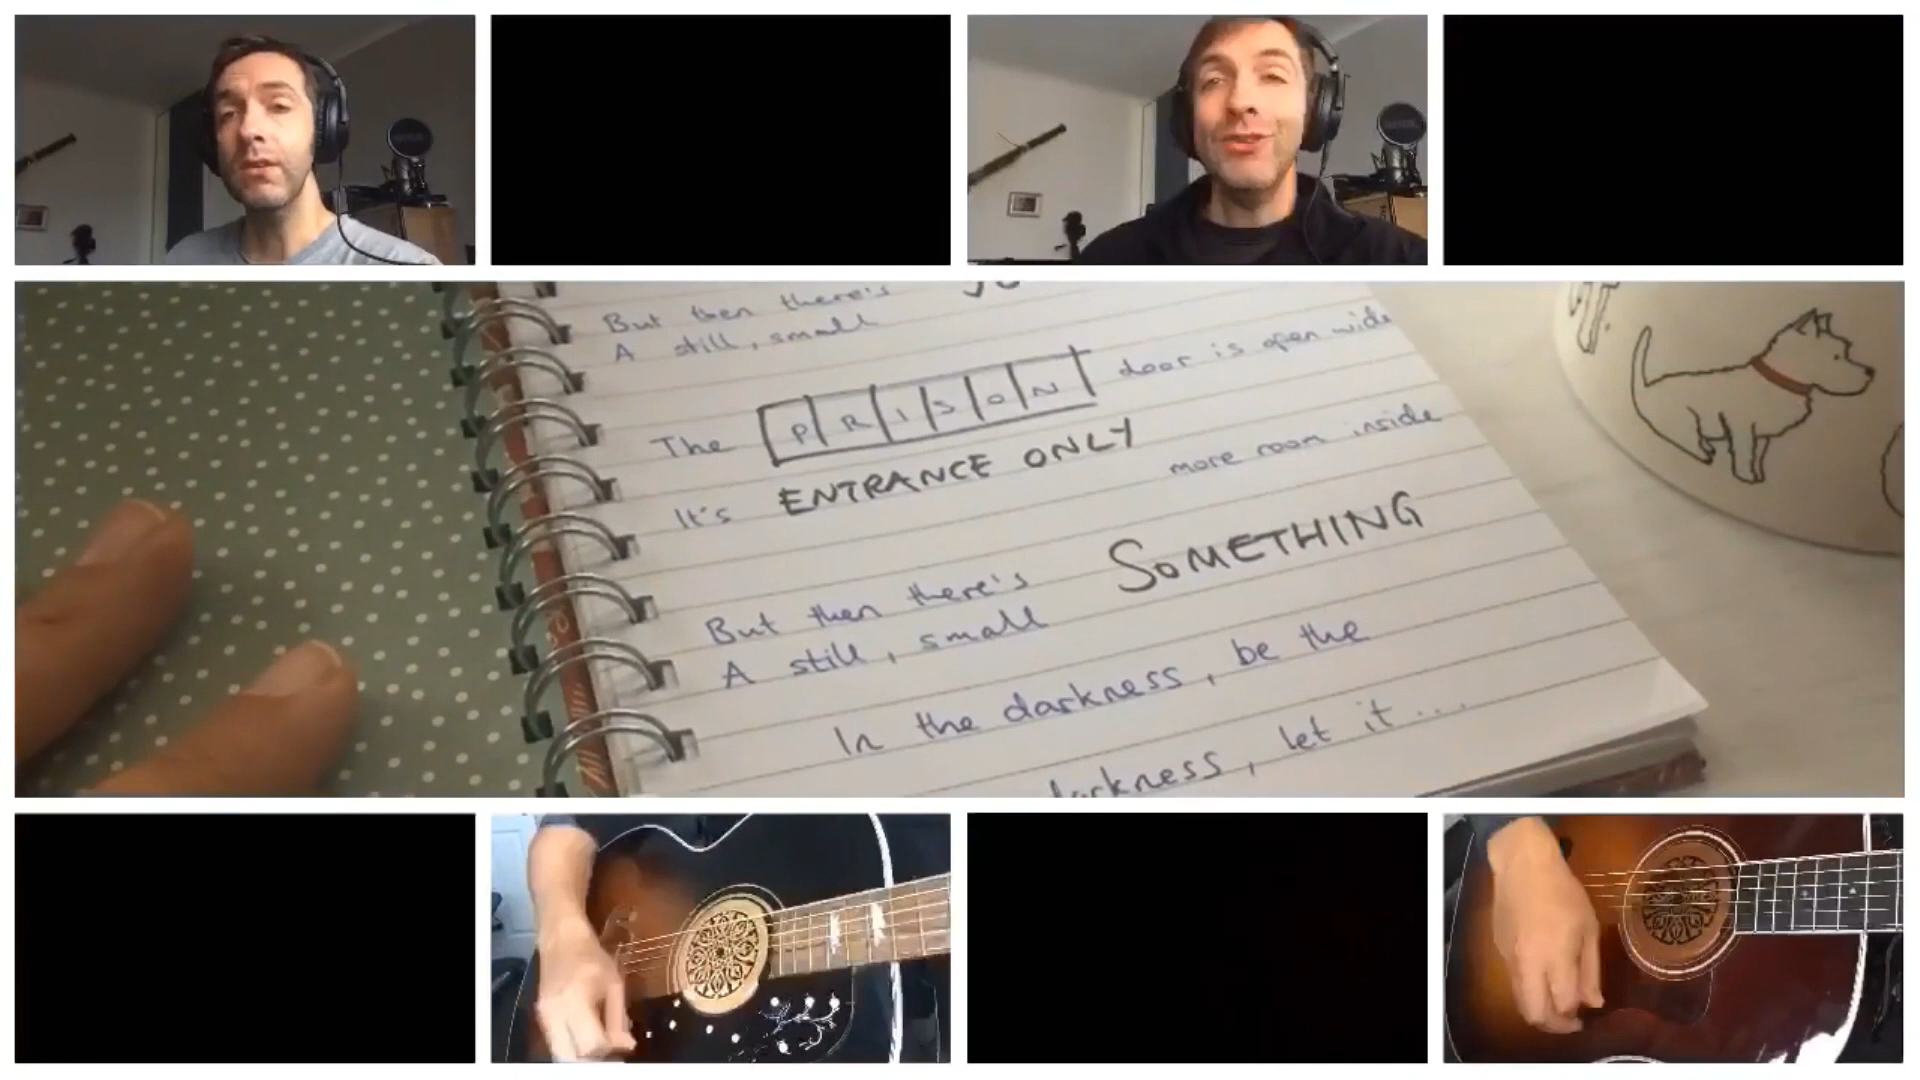 But then there's
A still, small
The PRISON door is open wide
It's ENTRANCE ONLY more room inside
But then there's SOMETHING
A still, small
In the darkness, be the
darkness, let it...